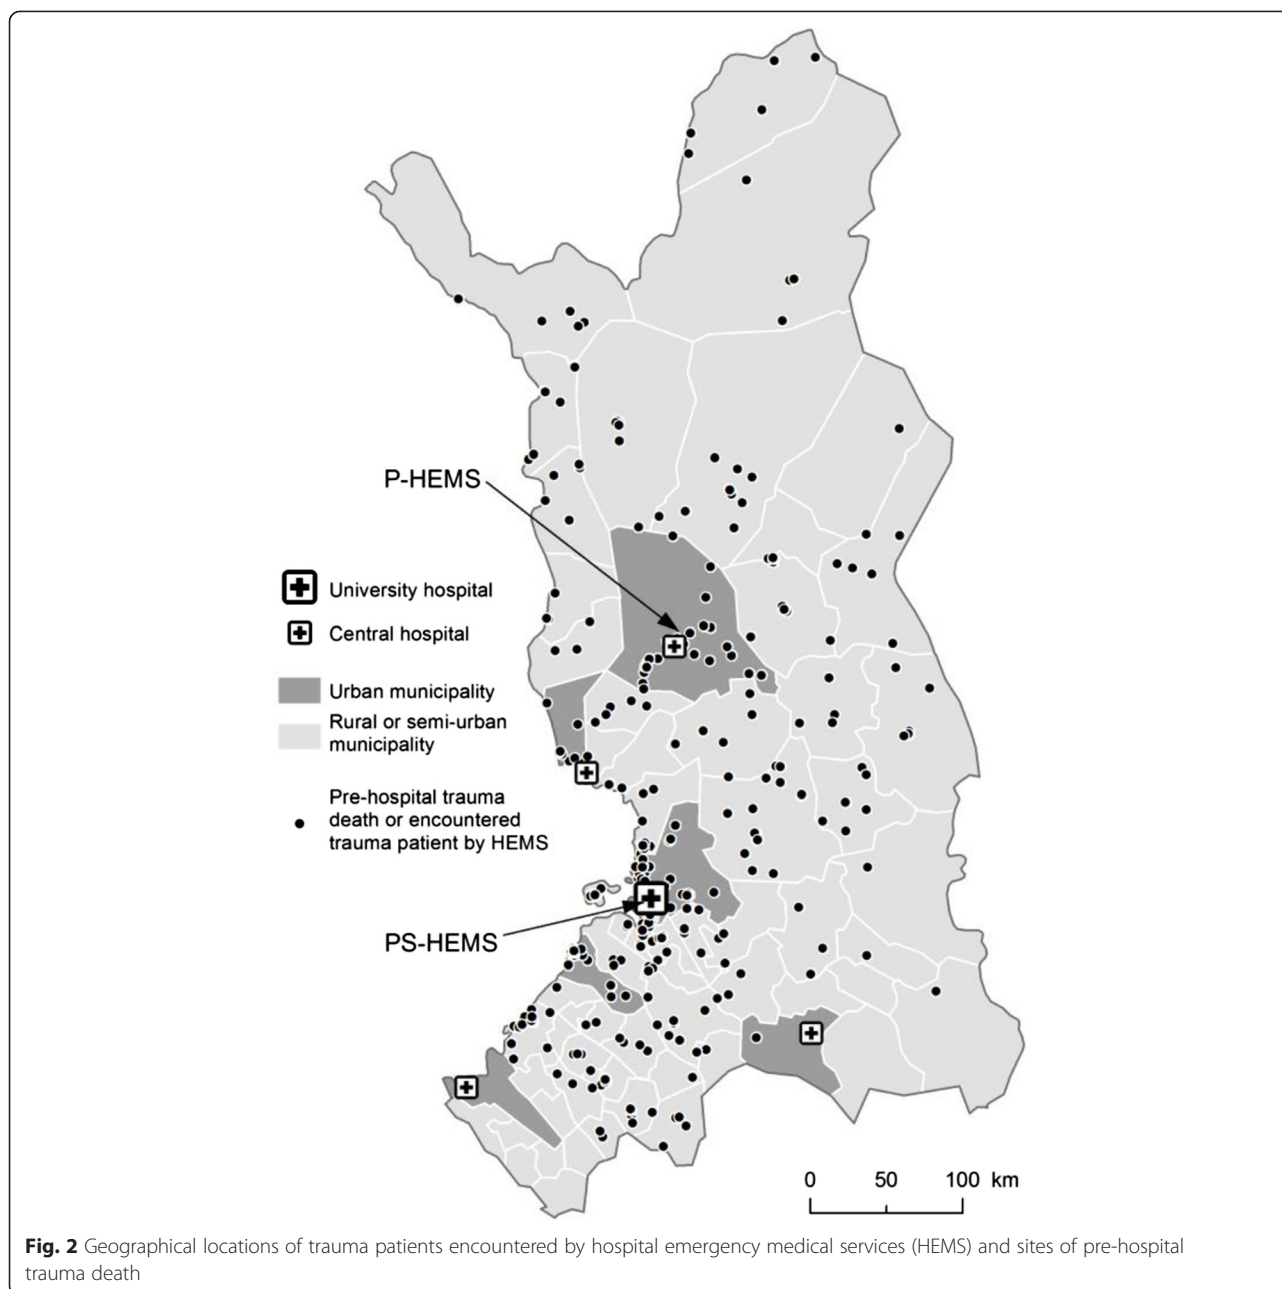 P-HEMS
University hospital
Central hospital
Urban municipality
Rural or semi-urban
municipality
Pre-hospital trauma
death or encountered
trauma patient by HEMS
PS-HEMS
0 50 100 km
Fig. 2 Geographical locations of trauma patients encountered by hospital emergency medical services (HEMS) and sites of pre-hospital
trauma death